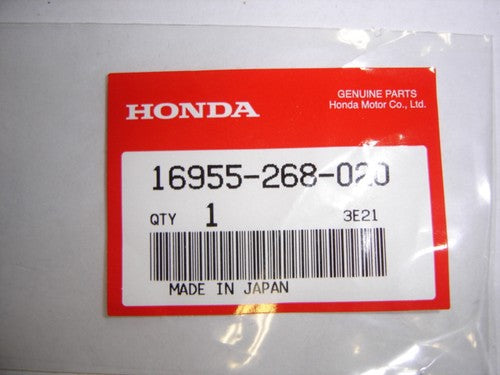 HONDA
GENUINE PARTS
Honda Motor Co., Ltd.
16955-268-020
QTY 1 3E21
MADE IN JAPAN